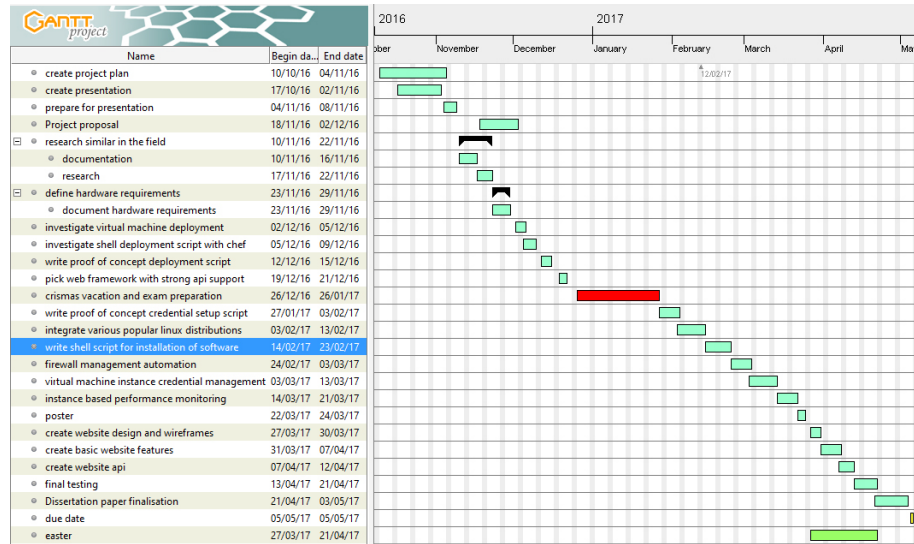 GANTT
project
2016 2017
Name Begin da... End date ober November December January February March April Ma
12/02/17
create project plan 10/10/16 04/11/16
create presentation 17/10/16 02/11/16
prepare for presentation 04/11/16 08/11/16
Project proposal 18/11/16 02/12/16
research similar in the field 10/11/16 22/11/16
documentation 10/11/16 16/11/16
research 17/11/16 22/11/16
define hardware requirements 23/11/16 29/11/16
document hardware requirements 23/11/16 29/11/16
investigate virtual machine deployment 02/12/16 05/12/16
investigate shell deployment script with chef 05/12/16 09/12/16
write proof of concept deployment script 12/12/16 15/12/16
pick web framework with strong api support 19/12/16 21/12/16
crismas vacation and exam preparation 26/12/16 26/01/17
write proof of concept credential setup script 27/01/17 03/02/17
integrate various popular linux distributions 03/02/17 13/02/17
write shell script for installation of software 14/02/17 23/02/17
firewall management automation 24/02/17 03/03/17
virtual machine instance credential management 03/03/17 13/03/17
instance based performance monitoring 14/03/17 21/03/17
poster 22/03/17 24/03/17
create website design and wireframes 27/03/17 30/03/17
create basic website features 31/03/17 07/04/17
create website api 07/04/17 12/04/17
final testing 13/04/17 21/04/17
Dissertation paper finalisation 21/04/17 03/05/17
due date 05/05/17 05/05/17
easter 27/03/17 21/04/17